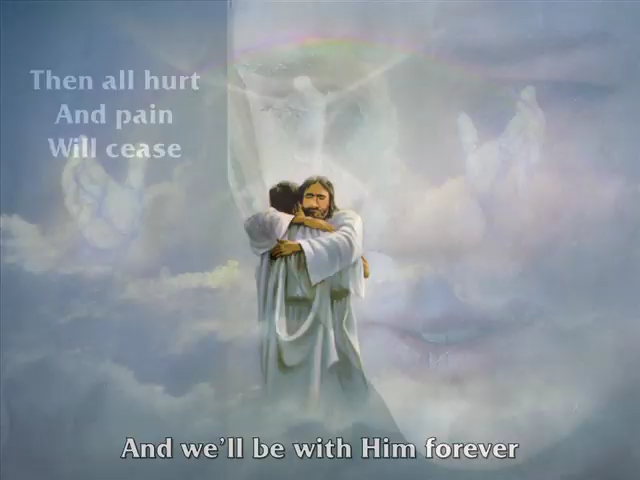 Then all hurt
And pain
Will cease
And we'll be with Him forever